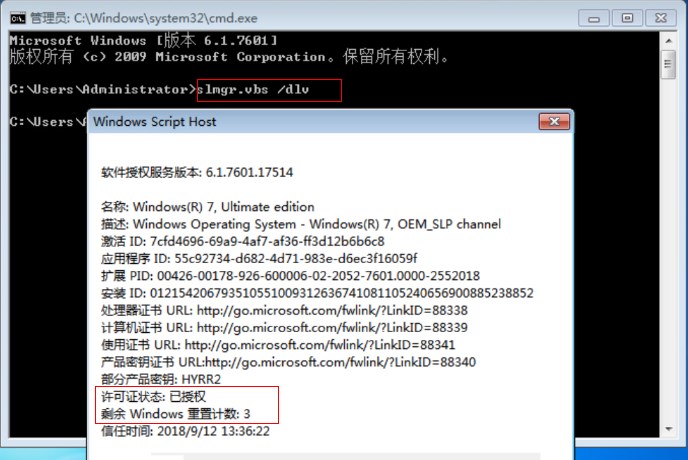 管理员: C:\Windows\system32\cmd.exe
Microsoft Windows [版本 6.1.7601]
版权所有 (c) 2009 Microsoft Corporation。保留所有权利。
C:\Users\Administrator>slmgr.vbs /dlv
C:\Users\
Windows Script Host
软件授权服务版本: 6.1.7601.17514
名称: Windows(R) 7, Ultimate edition
描述: Windows Operating System - Windows(R) 7, OEM_SLP channel
激活 ID: 7cfd4696-69a9-4af7-af36-ff3d12b6b6c8
应用程序 ID: 55c92734-d682-4d71-983e-d6ec3f16059f
扩展 PID: 00426-00178-926-600006-02-2052-7601.0000-2552018
安装 ID: 012154206793510551009312636741081105240656900885238852
处理器证书 URL: http://go.microsoft.com/fwlink/?LinkID=88338
计算机证书 URL: http://go.microsoft.com/fwlink/?LinkID=88339
使用证书 URL: http://go.microsoft.com/fwlink/?LinkID=88341
产品密钥证书 URL:http://go.microsoft.com/fwlink/?LinkID=88340
部分产品密钥: HYRR2
许可证状态: 已授权
剩余 Windows 重置计数: 3
信任时间: 2018/9/12 13:36:22